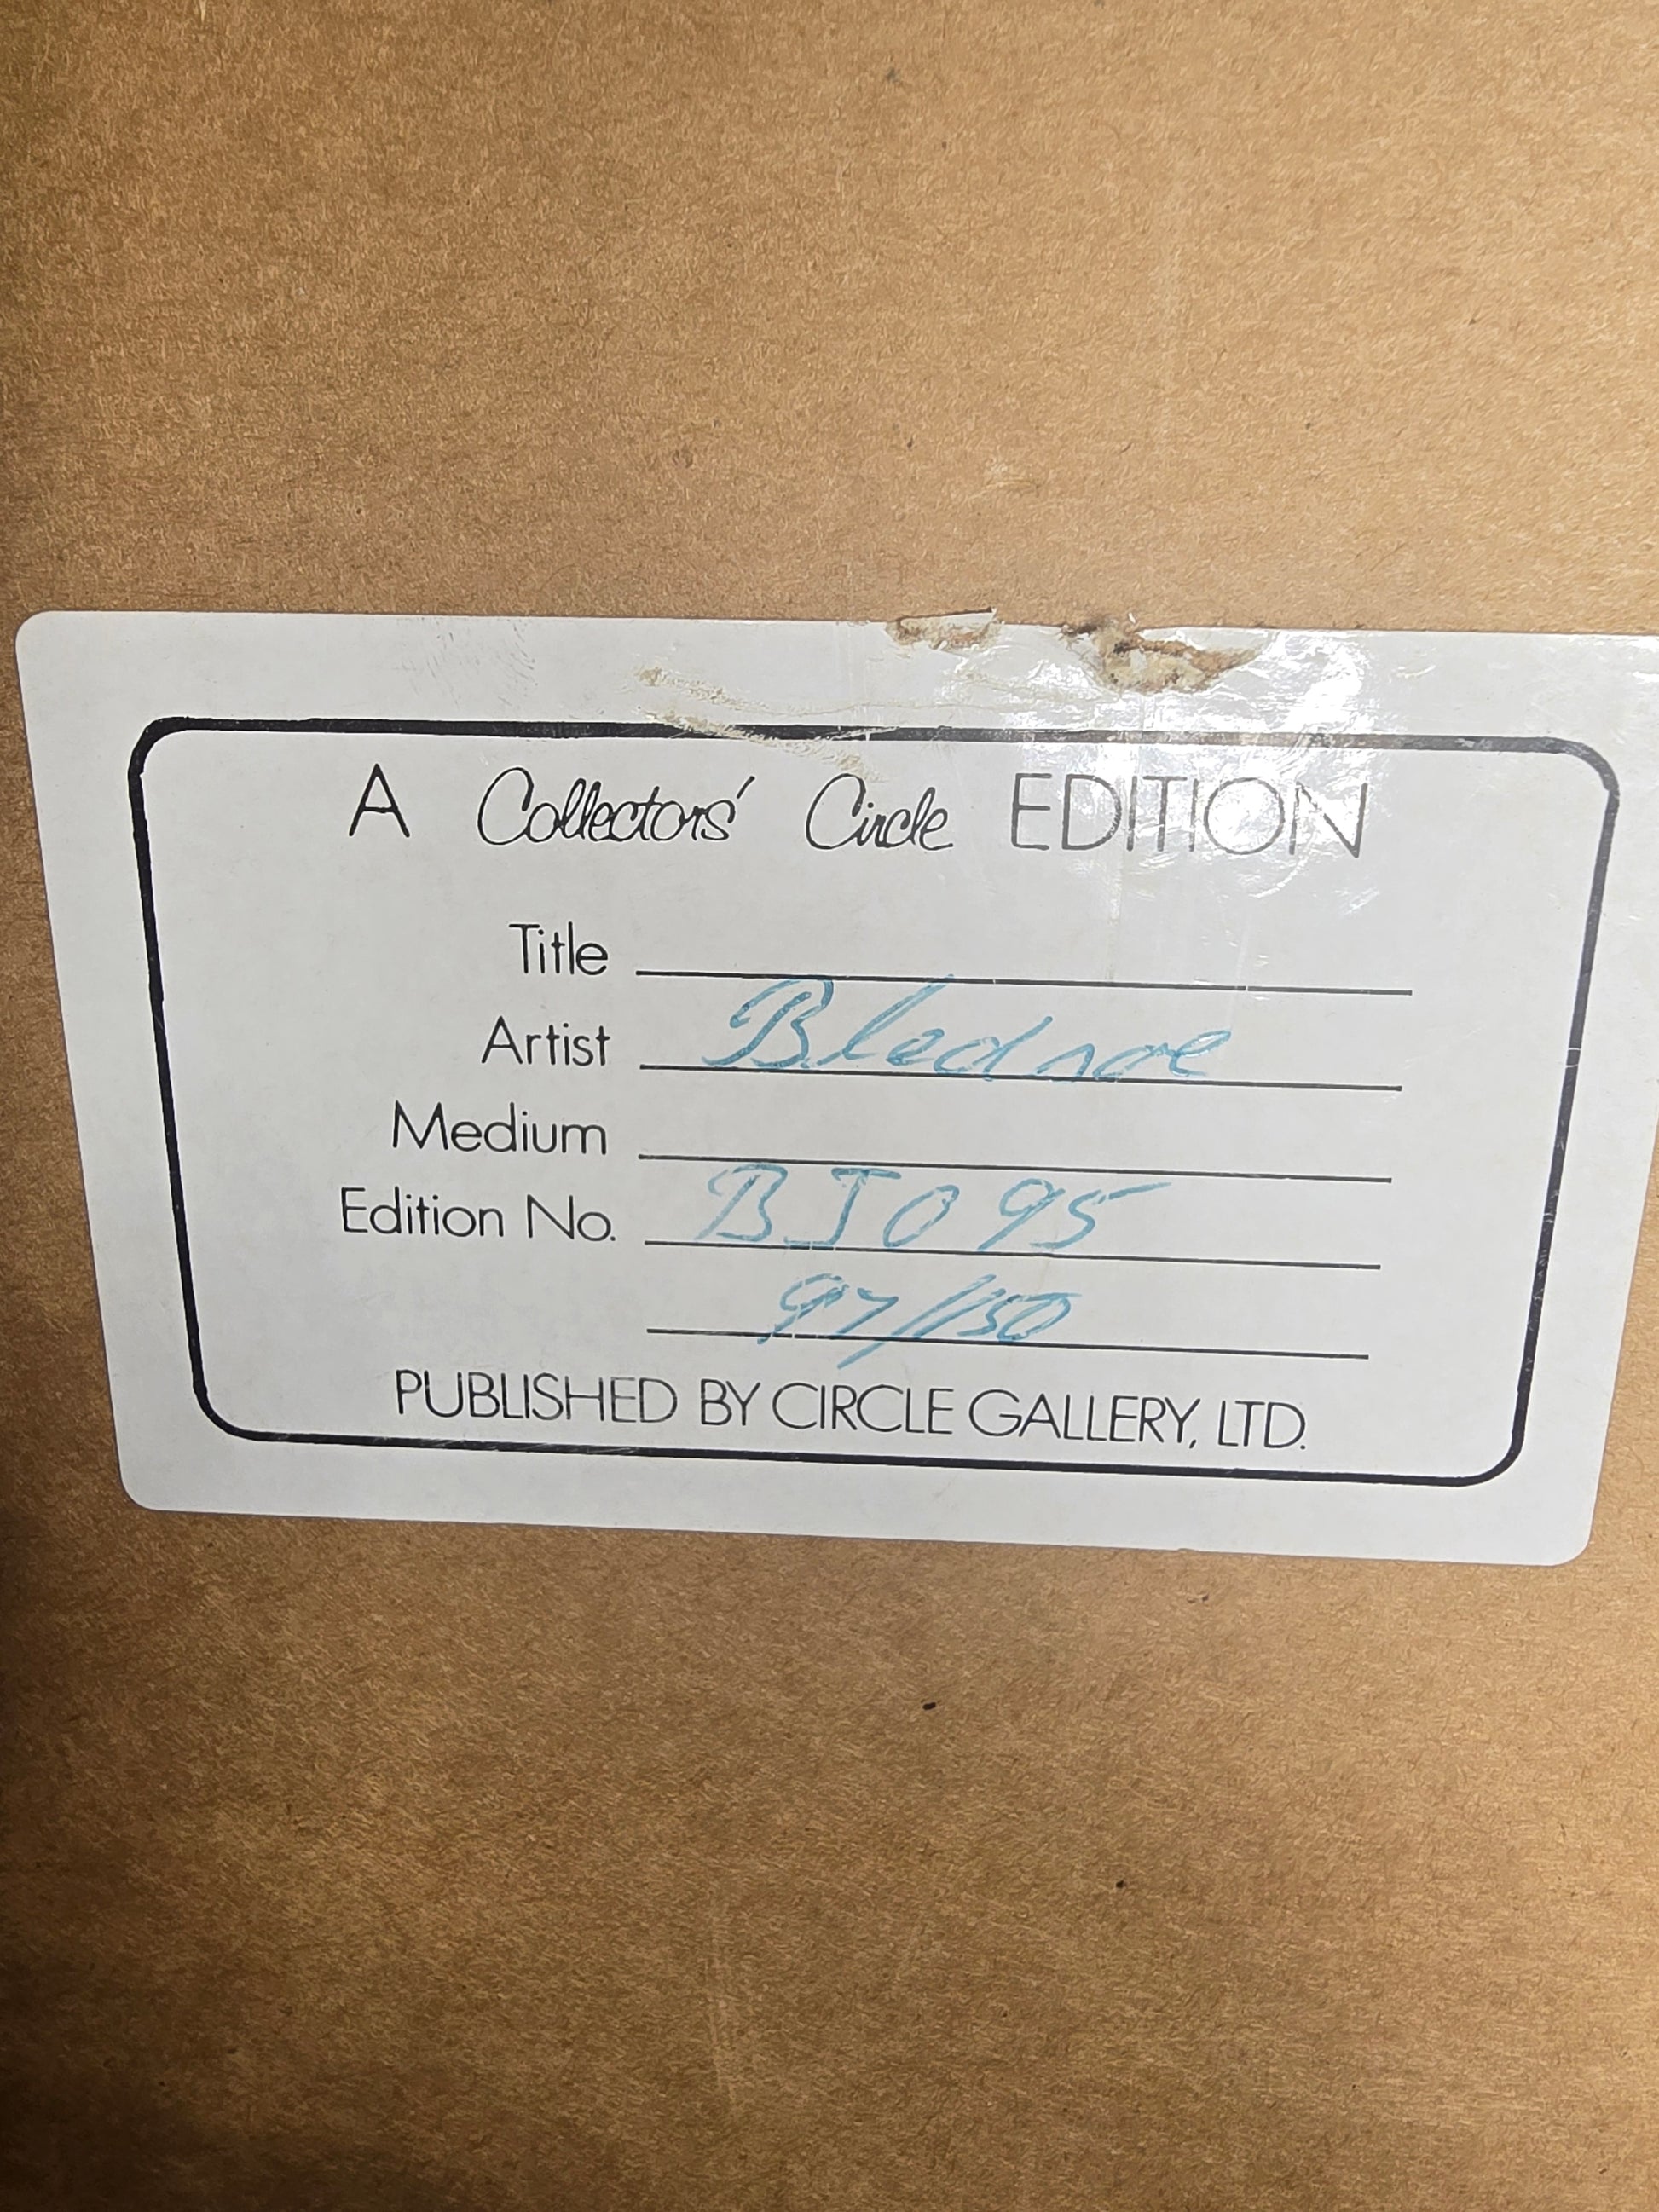 A Collectors' Circle EDITION
Title
Artist Bledsoe
Medium
Edition No. BJ095
97/150
PUBLISHED BY CIRCLE GALLERY, LTD.